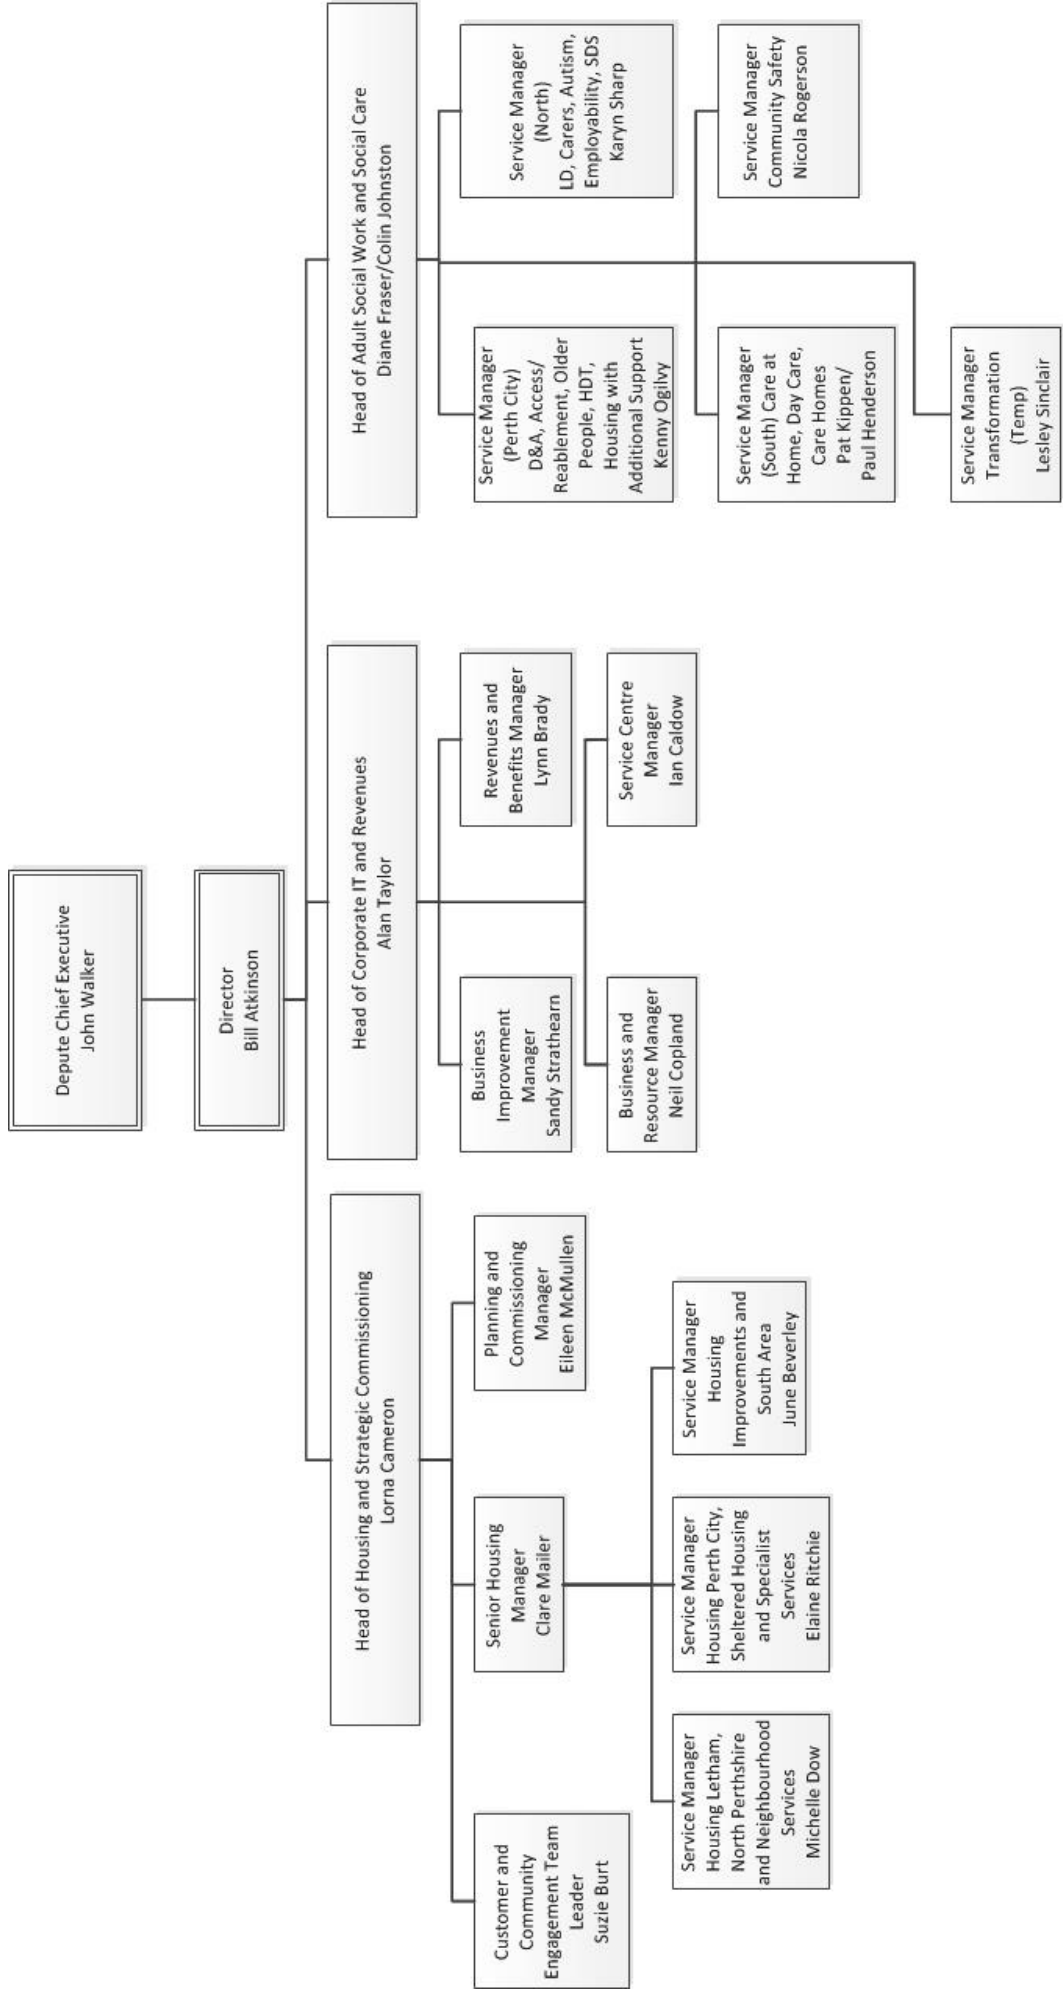 Depute Chief Executive
John Walker
Director
Bill Atkinson
Head of Housing and Strategic Commissioning
Lorna Cameron
Head of Corporate IT and Revenues
Alan Taylor
Head of Adult Social Work and Social Care
Diane Fraser/Colin Johnston
Customer and
Community
Engagement Team
Leader
Suzie Burt
Senior Housing
Manager
Clare Mailer
Planning and
Commissioning
Manager
Eileen McMullen
Service Manager
Housing Letham,
North Perthshire
and Neighbourhood
Services
Michelle Dow
Service Manager
Housing Perth City,
Sheltered Housing
and Specialist
Services
Elaine Ritchie
Service Manager
Housing
Improvements and
South Area
June Beverley
Business
Improvement
Manager
Sandy Strathearn
Revenues and
Benefits Manager
Lynn Brady
Business and
Resource Manager
Neil Copland
Service Centre
Manager
Ian Caldow
Service Manager
(Perth City)
D&A, Access/
Reablement, Older
People, HDT,
Housing with
Additional Support
Kenny Ogilvy
Service Manager
(North)
LD, Carers, Autism,
Employability, SDS
Karyn Sharp
Service Manager
(South) Care at
Home, Day Care,
Care Homes
Pat Kippen/
Paul Henderson
Service Manager
Community Safety
Nicola Rogerson
Service Manager
Transformation
(Temp)
Lesley Sinclair